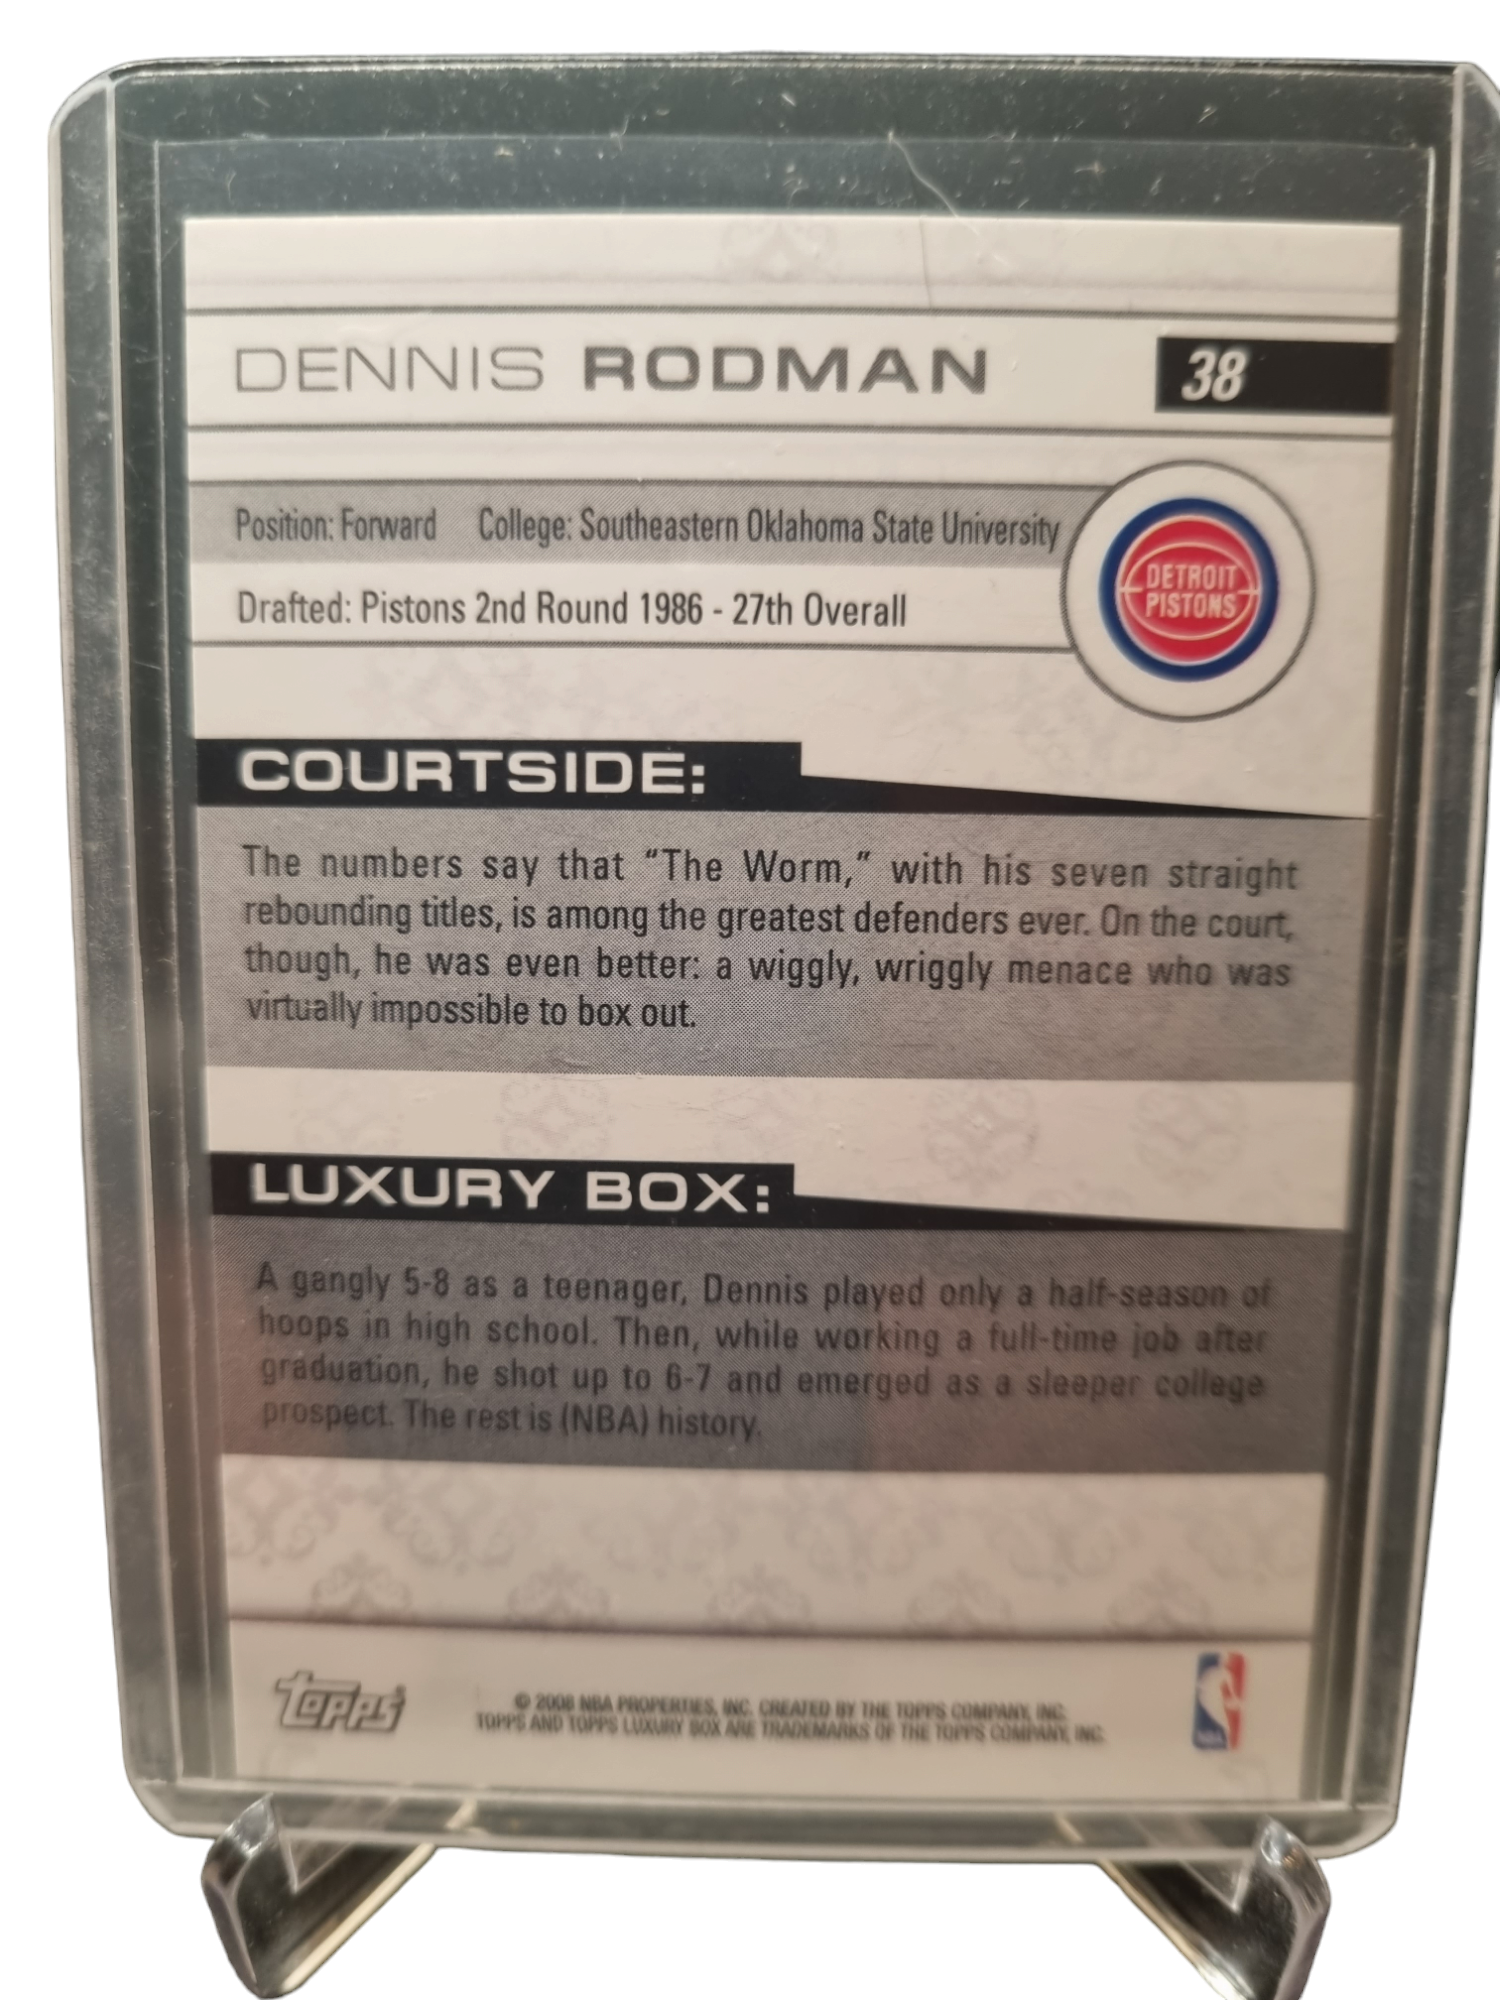 DENNIS RODMAN 38
Position: Forward College: Southeastern Oklahoma State University
Drafted: Pistons 2nd Round 1986 - 27th Overall
DETROIT
PISTONS
COURTSIDE:
The numbers say that “The Worm,” with his seven straight
rebounding titles, is among the greatest defenders ever. On the court,
though, he was even better: a wiggly, wriggly menace who was
virtually impossible to box out.
LUXURY BOX:
A gangly 5-8 as a teenager, Dennis played only a half-season of
hoops in high school. Then, while working a full-time job after
graduation, he shot up to 6-7 and emerged as a sleeper college
prospect. The rest is (NBA) history.
Topps
© 2008 NBA PROPERTIES, INC. CREATED BY THE TOPPS COMPANY, INC.
TOPPS AND TOPPS LUXURY BOX ARE TRADEMARKS OF THE TOPPS COMPANY, INC.
NBA